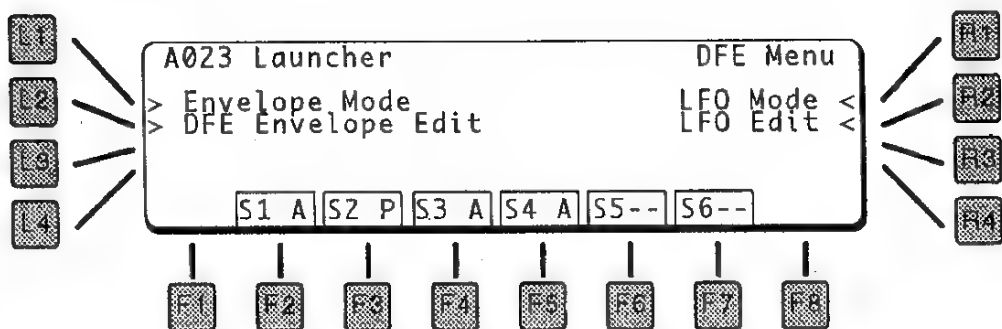 L1 R1
A023 Launcher DFE Menu
L2 > Envelope Mode LFO Mode < R2
> DFE Envelope Edit LFO Edit <
L3 R3
S1 A S2 P S3 A S4 A S5-- S6--
L4 R4
F1 F2 F3 F4 F5 F6 F7 F8